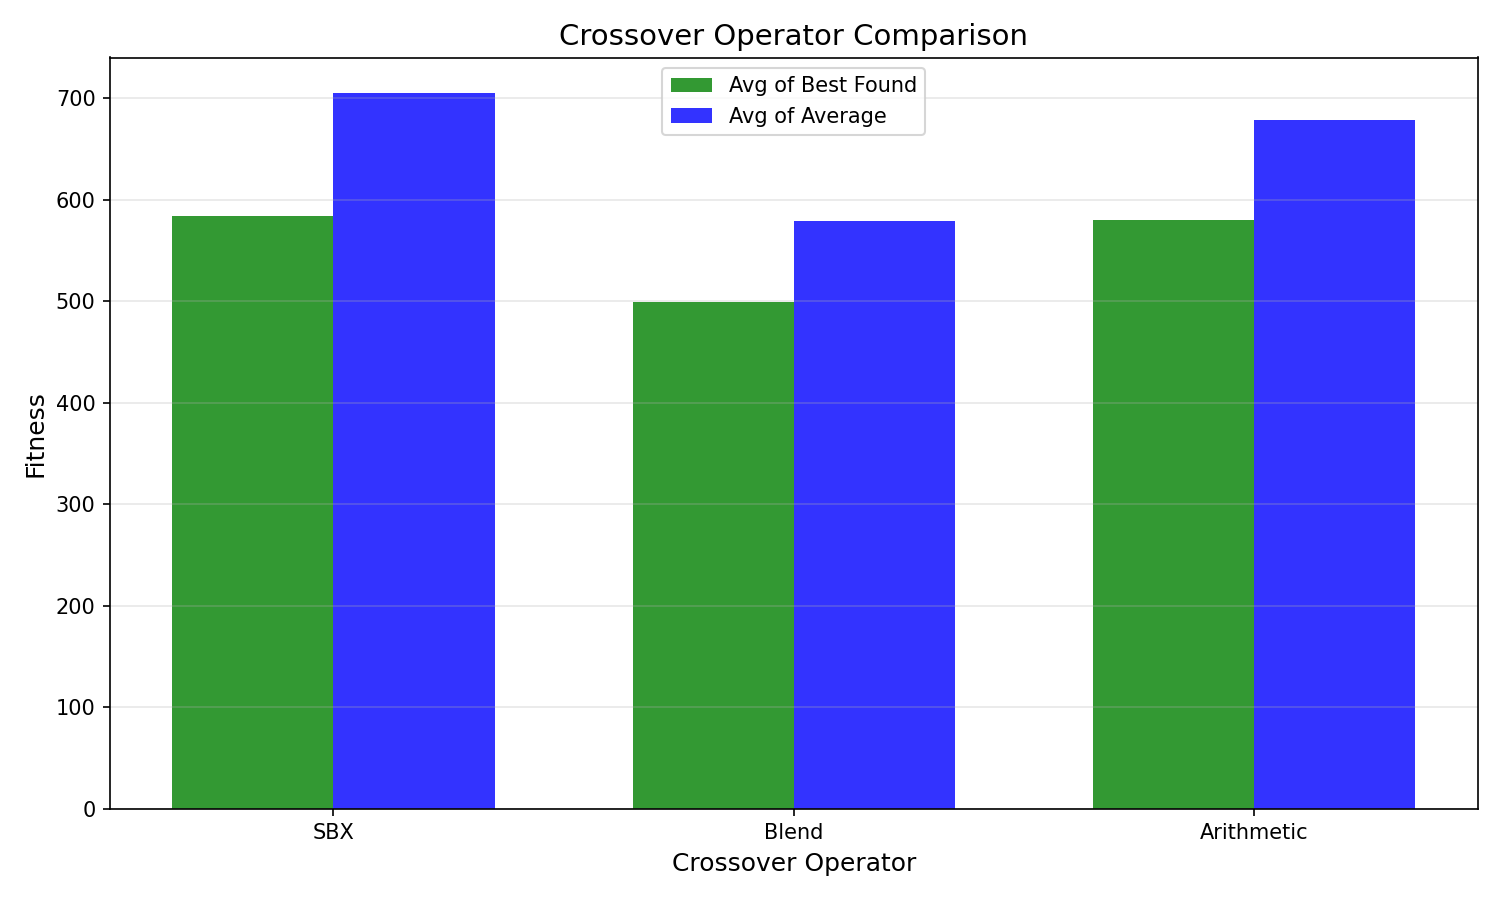 Crossover Operator Comparison
Avg of Best Found
Avg of Average
700
600
500
400
300
200
100
0
Fitness
SBX
Blend
Arithmetic
Crossover Operator